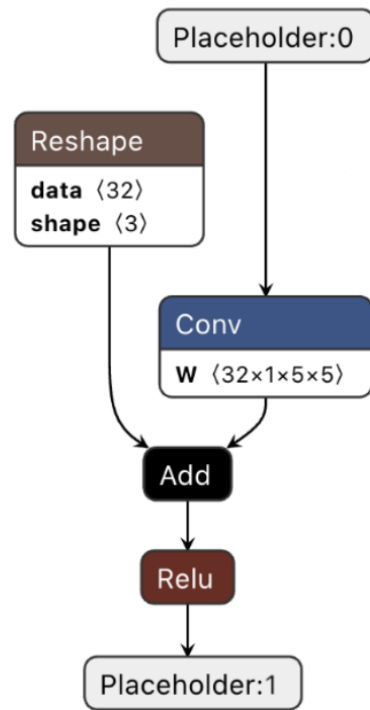 Placeholder:0
Reshape
data ⟨32⟩
shape ⟨3⟩
Conv
W ⟨32×1×5×5⟩
Add
Relu
Placeholder:1